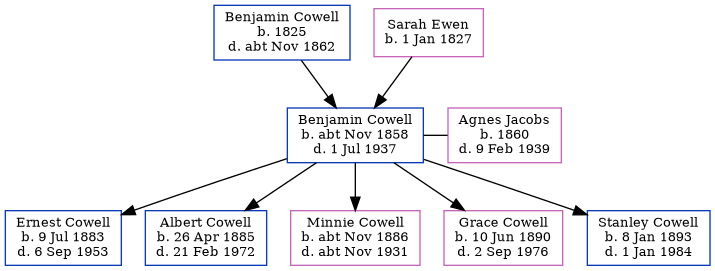 Benjamin Cowell
b. 1825
d. abt Nov 1862
Sarah Ewen
b. 1 Jan 1827
Benjamin Cowell
b. abt Nov 1858
d. 1 Jul 1937
Agnes Jacobs
b. 1860
d. 9 Feb 1939
Ernest Cowell
b. 9 Jul 1883
d. 6 Sep 1953
Albert Cowell
b. 26 Apr 1885
d. 21 Feb 1972
Minnie Cowell
b. abt Nov 1886
d. abt Nov 1931
Grace Cowell
b. 10 Jun 1890
d. 2 Sep 1976
Stanley Cowell
b. 8 Jan 1893
d. 1 Jan 1984